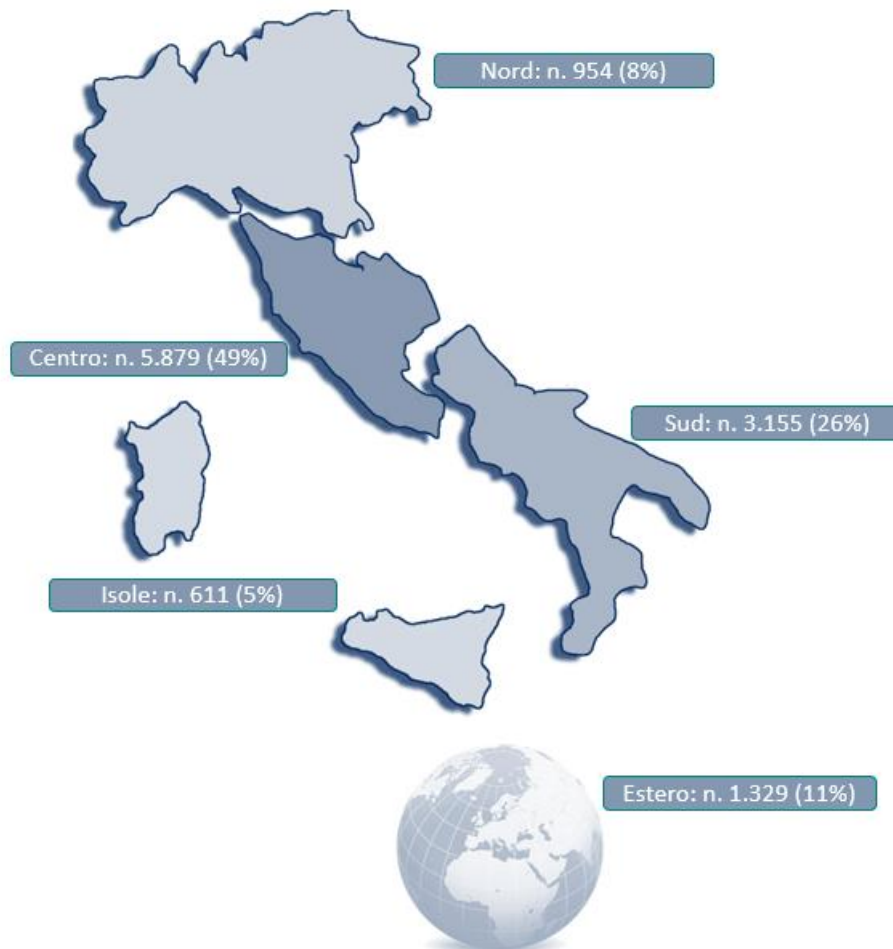 Nord: n. 954 (8%)
Centro: n. 5.879 (49%)
Sud: n. 3.155 (26%)
Isole: n. 611 (5%)
Estero: n. 1.329 (11%)